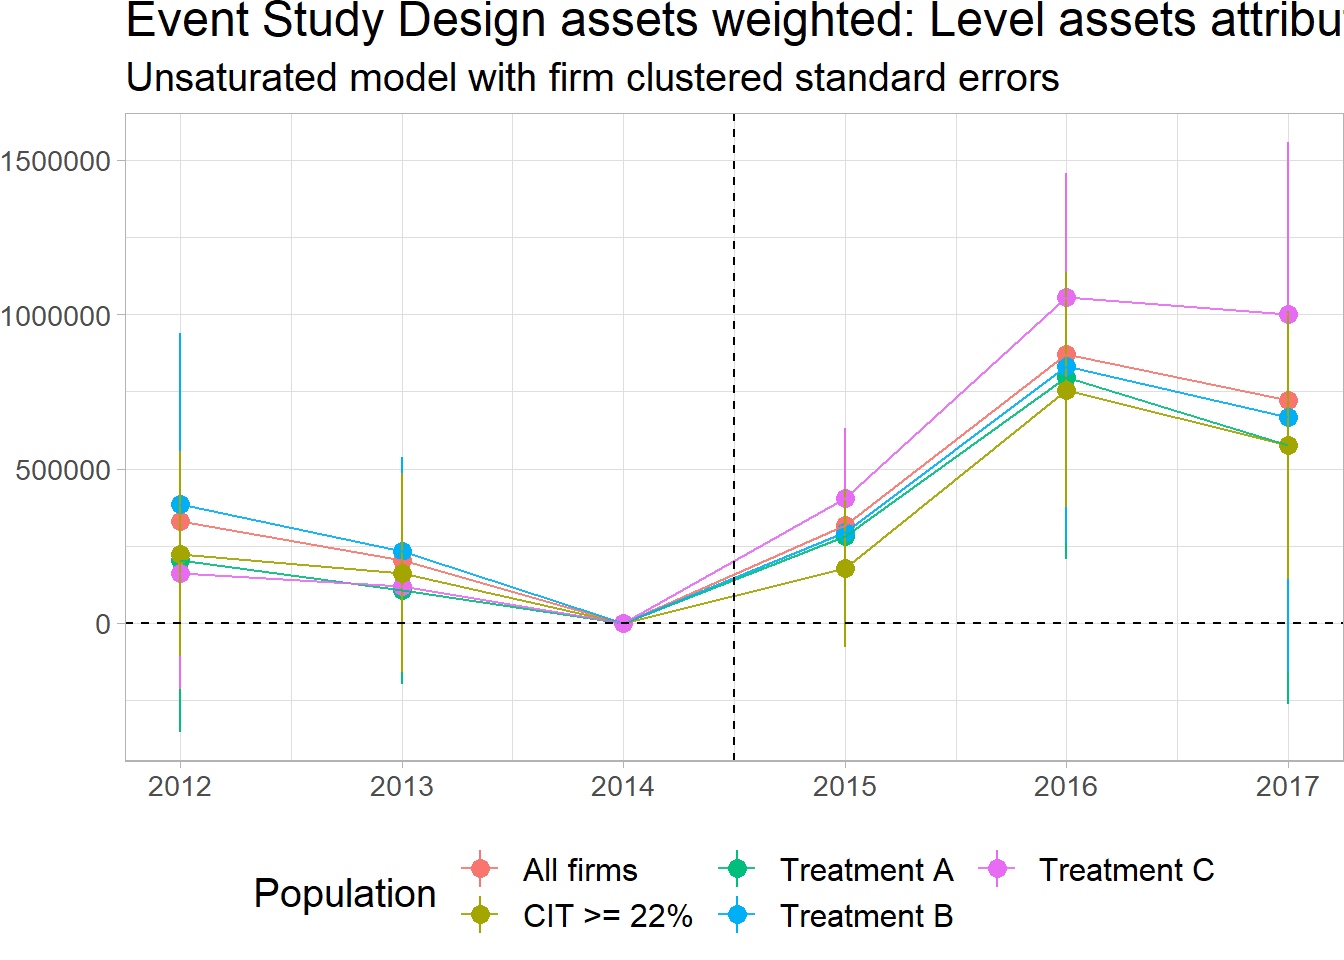 Event Study Design assets weighted: Level assets attribu
Unsaturated model with firm clustered standard errors
1500000
1000000
500000
0
2012 2013 2014 2015 2016 2017
Population
All firms Treatment A Treatment C
CIT >= 22% Treatment B